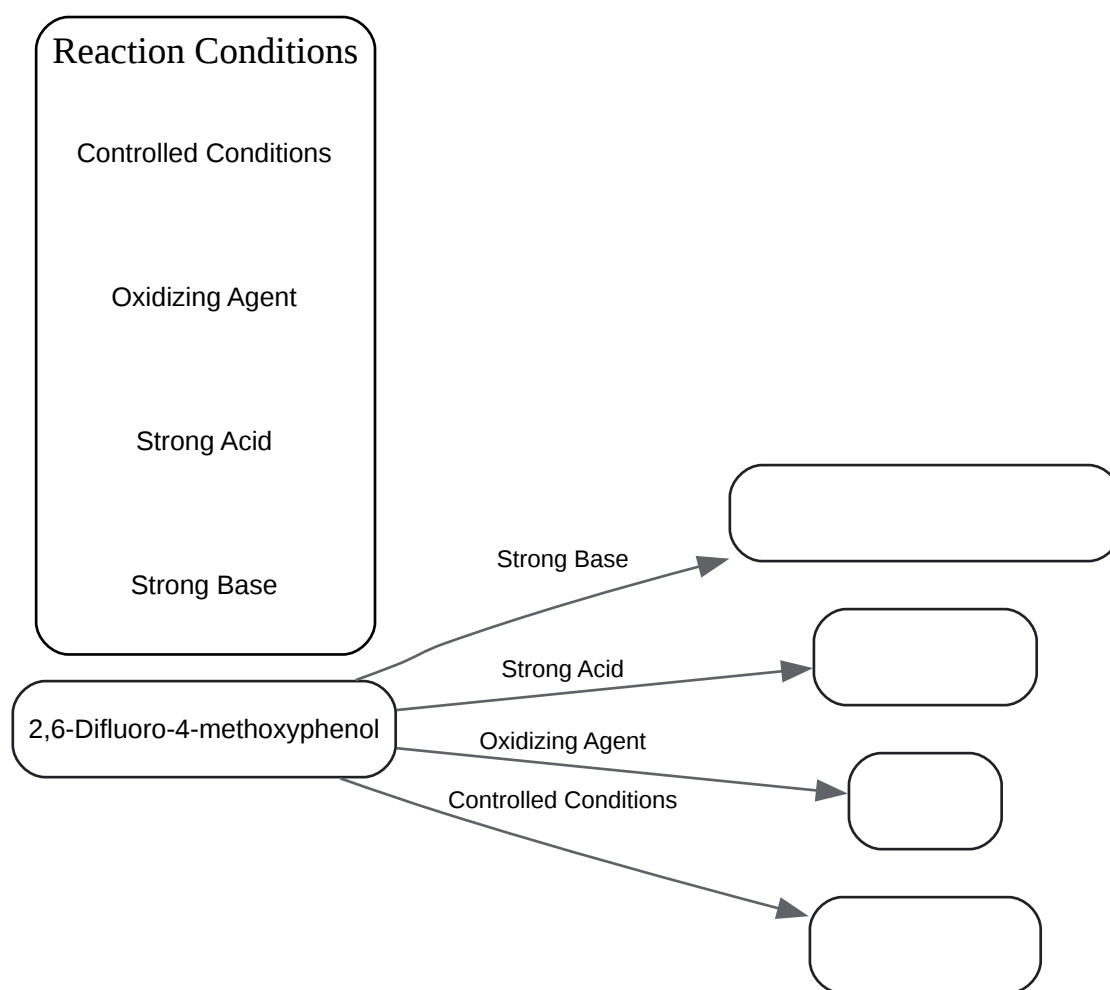 Reaction Conditions
Controlled Conditions
Oxidizing Agent
Strong Acid
Strong Base
Strong Base
Strong Acid
2,6-Difluoro-4-methoxyphenol
Oxidizing Agent
Controlled Conditions